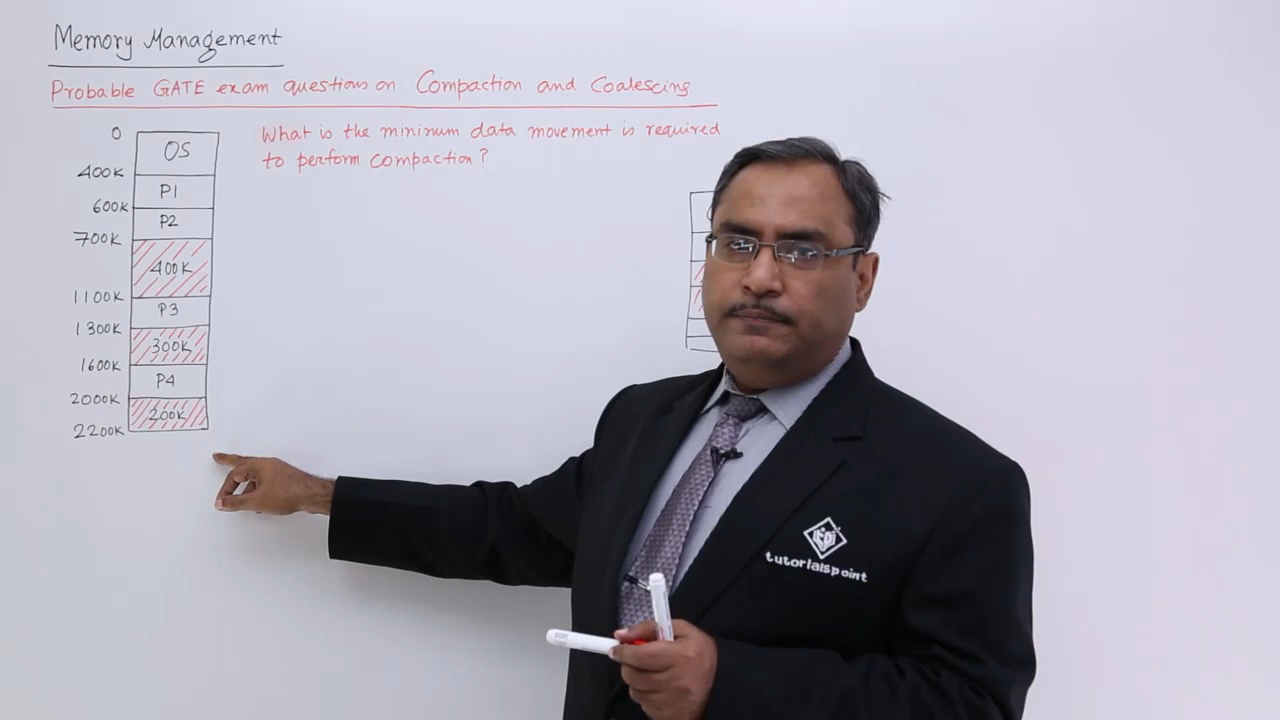 Memory Management
Probable GATE exam questions on Compaction and Coalescing
What is the minimum data movement is required
to perform compaction?
0
OS
400K
P1
600K
P2
700K
400K
1100K
P3
1300K
300K
1600K
P4
2000K
200K
2200K
tutorialspoint